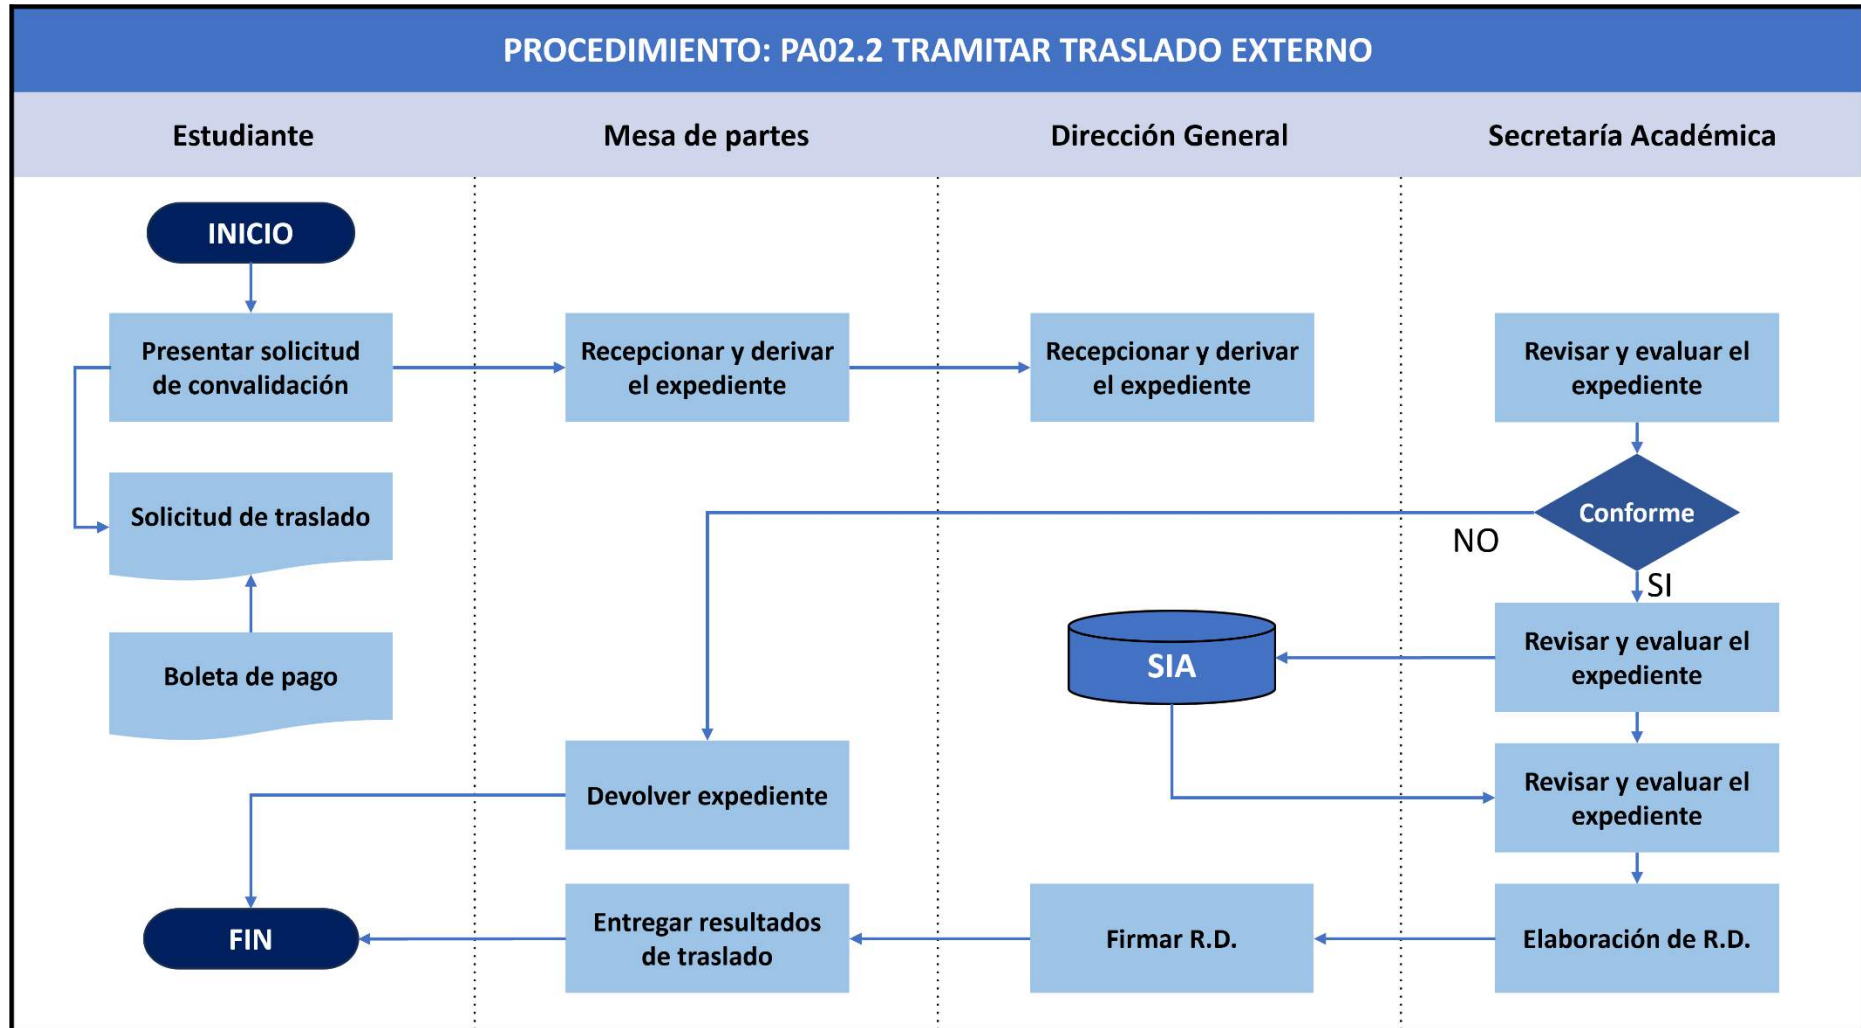 PROCEDIMIENTO: PA02.2 TRAMITAR TRASLADO EXTERNO
Estudiante
Mesa de partes
Dirección General
Secretaría Académica
INICIO
Presentar solicitud
de convalidación
Recepcionar y derivar
el expediente
Recepcionar y derivar
el expediente
Revisar y evaluar el
expediente
Solicitud de traslado
Conforme
NO
SI
Boleta de pago
SIA
Revisar y evaluar el
expediente
Devolver expediente
Revisar y evaluar el
expediente
FIN
Entregar resultados
de traslado
Firmar R.D.
Elaboración de R.D.